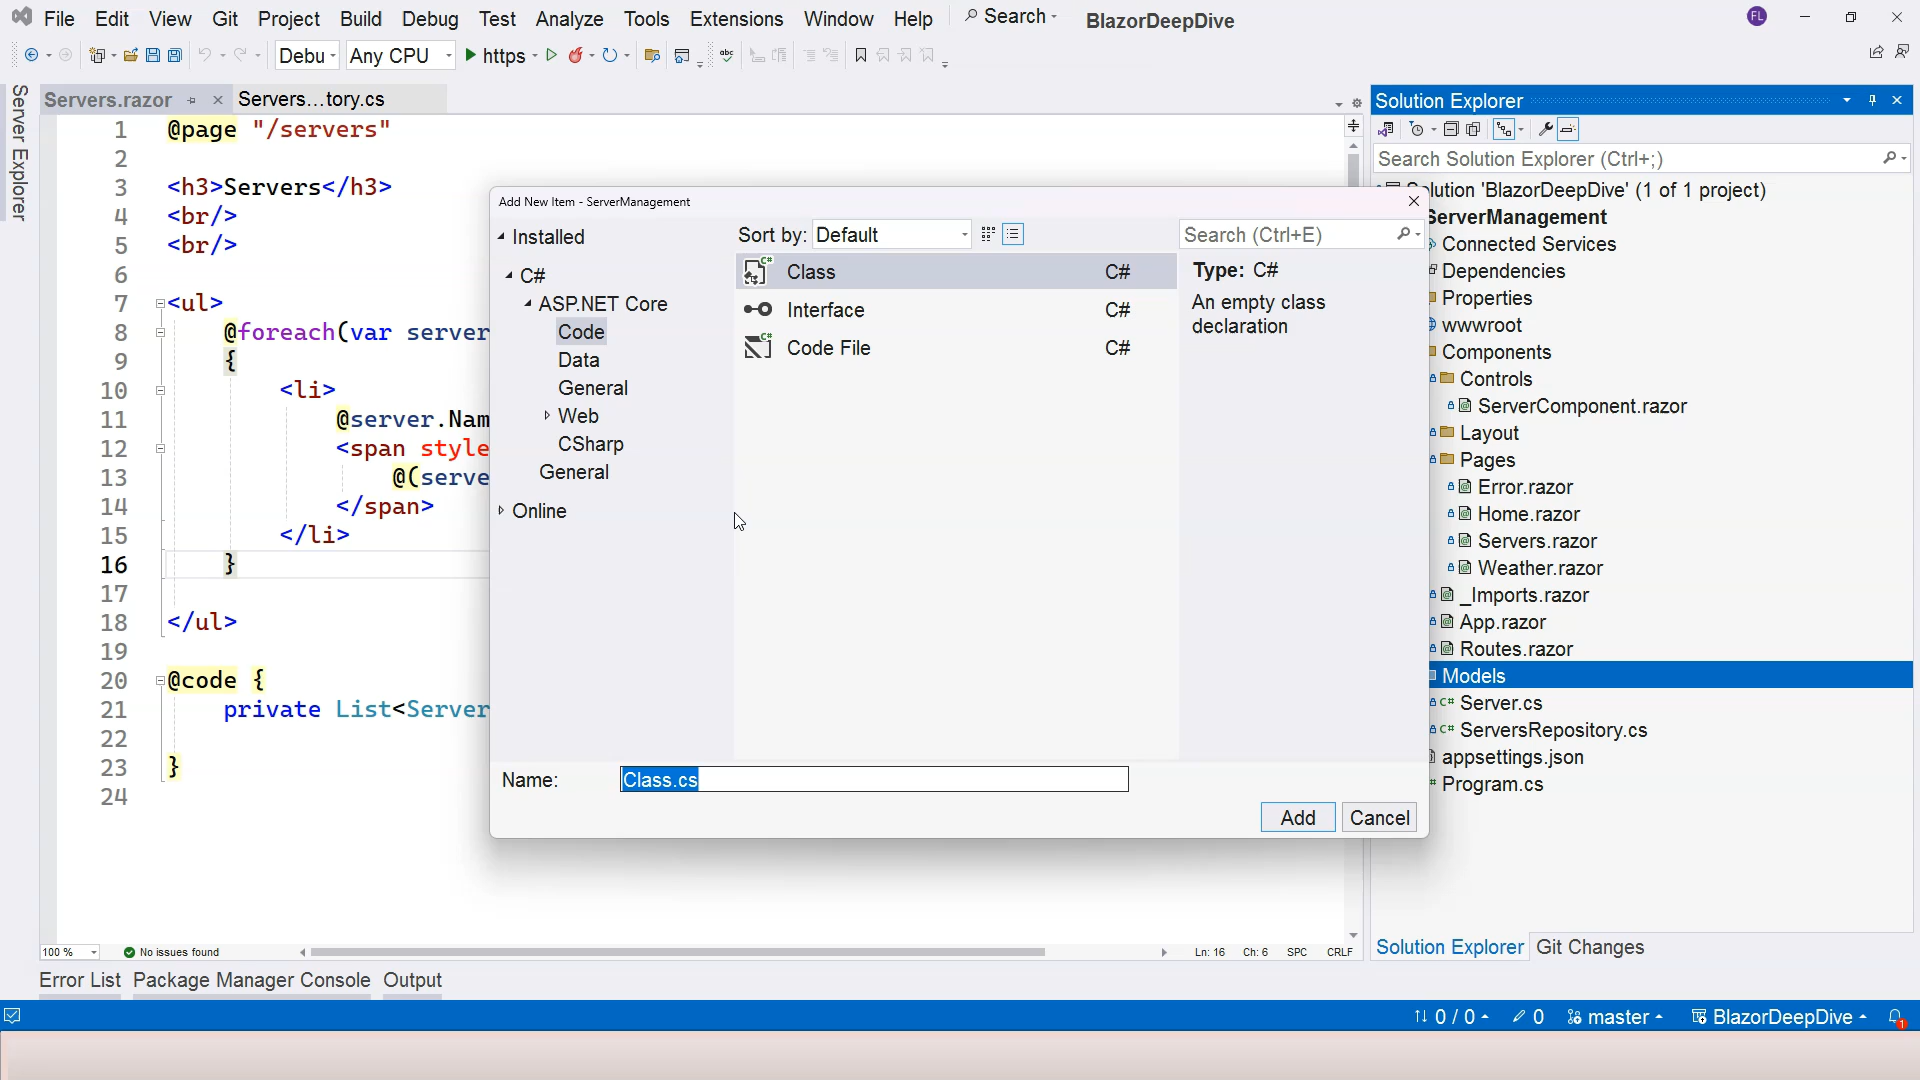 File Edit View Git Project Build Debug Test Analyze Tools Extensions Window Help Search BlazorDeepDive FL
Debu Any CPU https abc
Server Explorer
Servers.razor Servers...tory.cs
1 @page "/servers"
2
3 <h3>Servers</h3>
4 <br/>
5 <br/>
6
7 <ul>
8 @foreach(var server
9 {
10 <li>
11 @server.Nam
12 <span style
13 @(serve
14 </span>
15 </li>
16 }
17
18 </ul>
19
20 @code {
21 private List<Server
22
23 }
24
100 % No issues found Ln: 16 Ch: 6 SPC CRLF
Add New Item - ServerManagement
Installed
C#
ASP.NET Core
Code
Data
General
Web
CSharp
General
Online
Sort by: Default
Search (Ctrl+E)
Class C#
Interface C#
Code File C#
Type: C#
An empty class
declaration
Name: Class.cs
Add Cancel
Solution Explorer
Search Solution Explorer (Ctrl+;)
lution 'BlazorDeepDive' (1 of 1 project)
ServerManagement
Connected Services
Dependencies
Properties
wwwroot
Components
Controls
ServerComponent.razor
Layout
Pages
Error.razor
Home.razor
Servers.razor
Weather.razor
_Imports.razor
App.razor
Routes.razor
Models
C# Server.cs
C# ServersRepository.cs
appsettings.json
Program.cs
Solution Explorer Git Changes
Error List Package Manager Console Output
0 / 0 0 master BlazorDeepDive 1